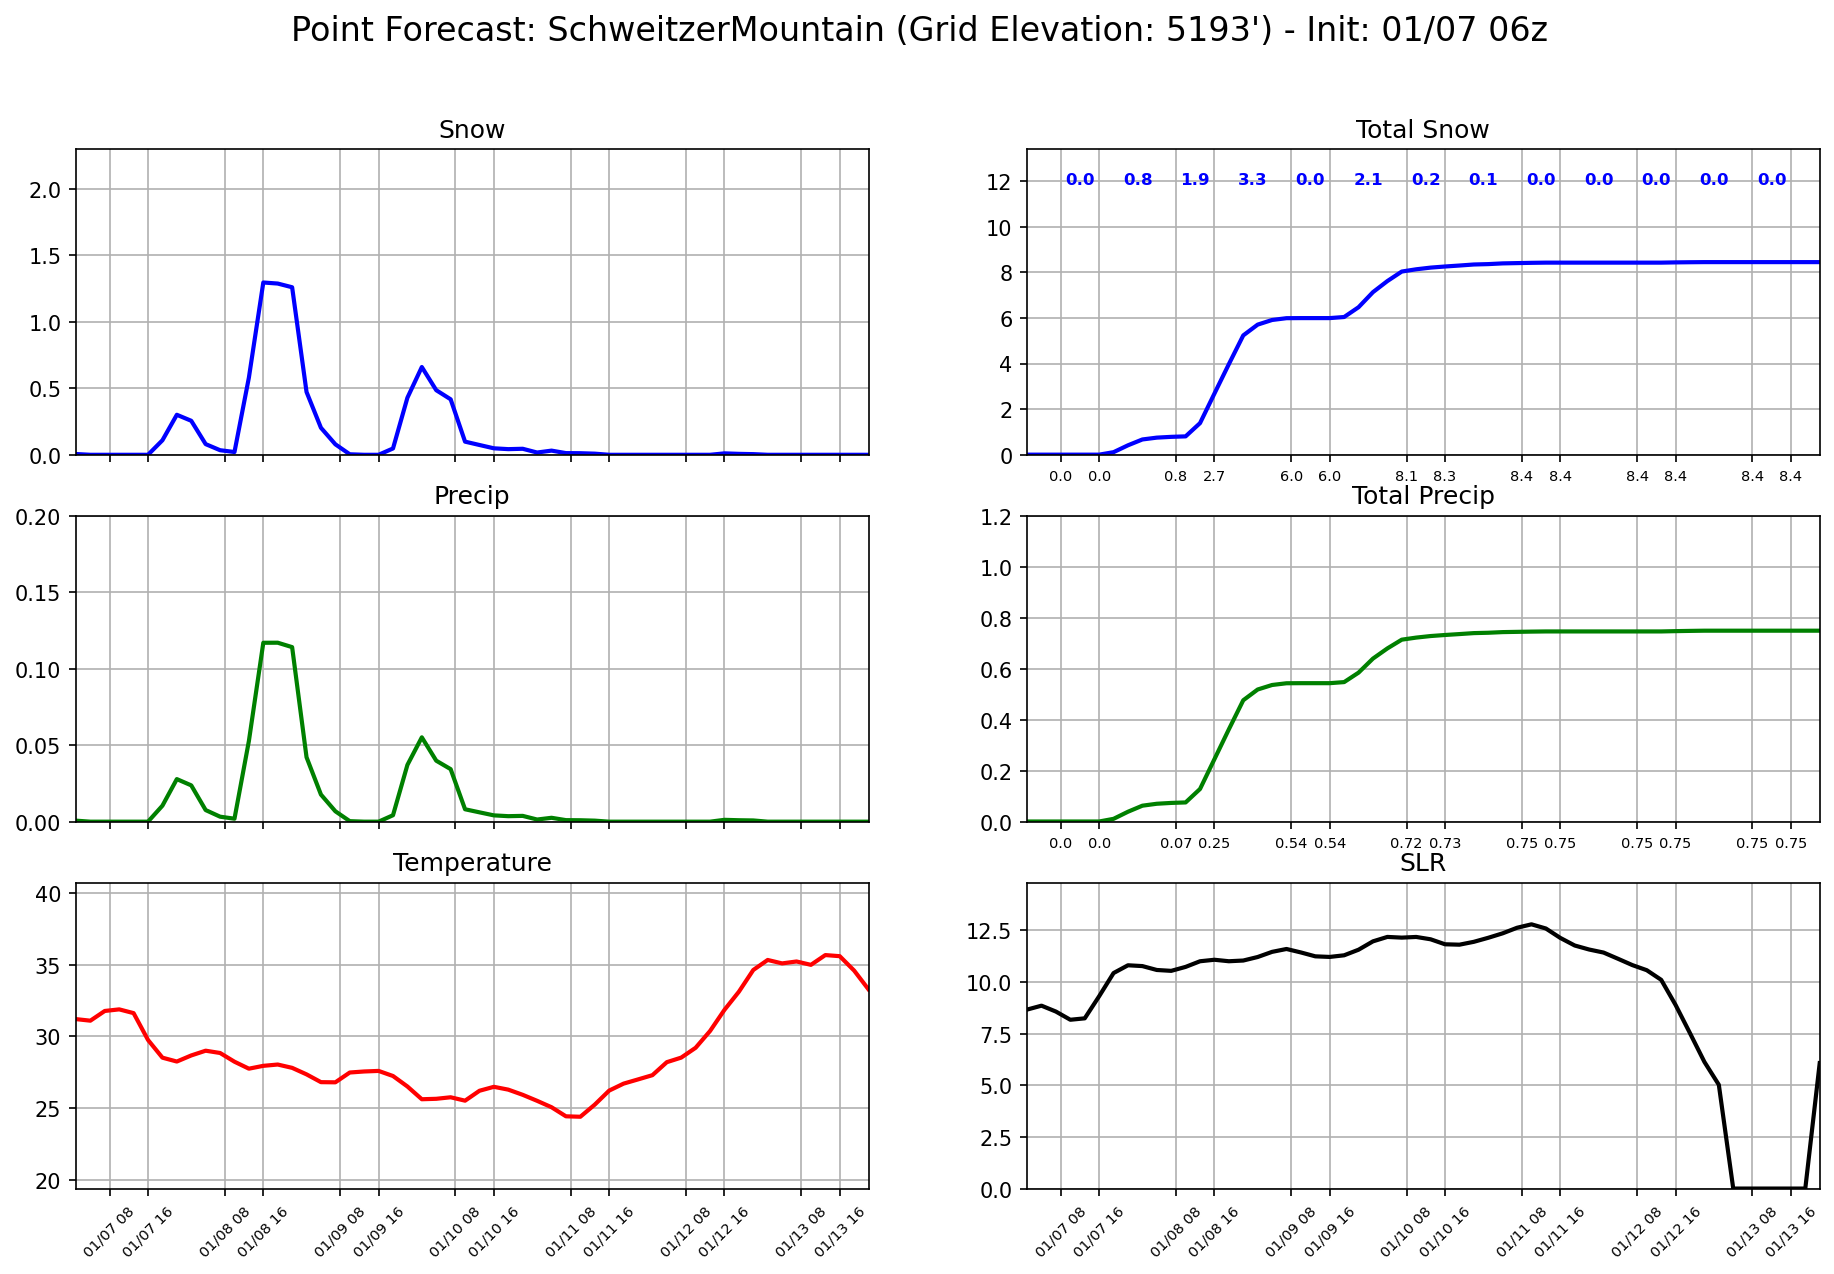 Point Forecast: SchweitzerMountain (Grid Elevation: 5193') - Init: 01/07 06z
Snow
2.0
1.5
1.0
0.5
0.0
Total Snow
0.0 0.8 1.9 3.3 0.0 2.1 0.2 0.1 0.0 0.0 0.0 0.0 0.0
12
10
8
6
4
2
0
0.0 0.0 0.8 2.7 6.0 6.0 8.1 8.3 8.4 8.4 8.4 8.4 8.4 8.4
Precip
0.20
0.15
0.10
0.05
0.00
Total Precip
1.2
1.0
0.8
0.6
0.4
0.2
0.0
0.0 0.0 0.07 0.25 0.54 0.54 0.72 0.73 0.75 0.75 0.75 0.75 0.75 0.75
Temperature
40
35
30
25
20
01/07 08 01/07 16 01/08 08 01/08 16 01/09 08 01/09 16 01/10 08 01/10 16 01/11 08 01/11 16 01/12 08 01/12 16 01/13 08 01/13 16
SLR
12.5
10.0
7.5
5.0
2.5
0.0
01/07 08 01/07 16 01/08 08 01/08 16 01/09 08 01/09 16 01/10 08 01/10 16 01/11 08 01/11 16 01/12 08 01/12 16 01/13 08 01/13 16